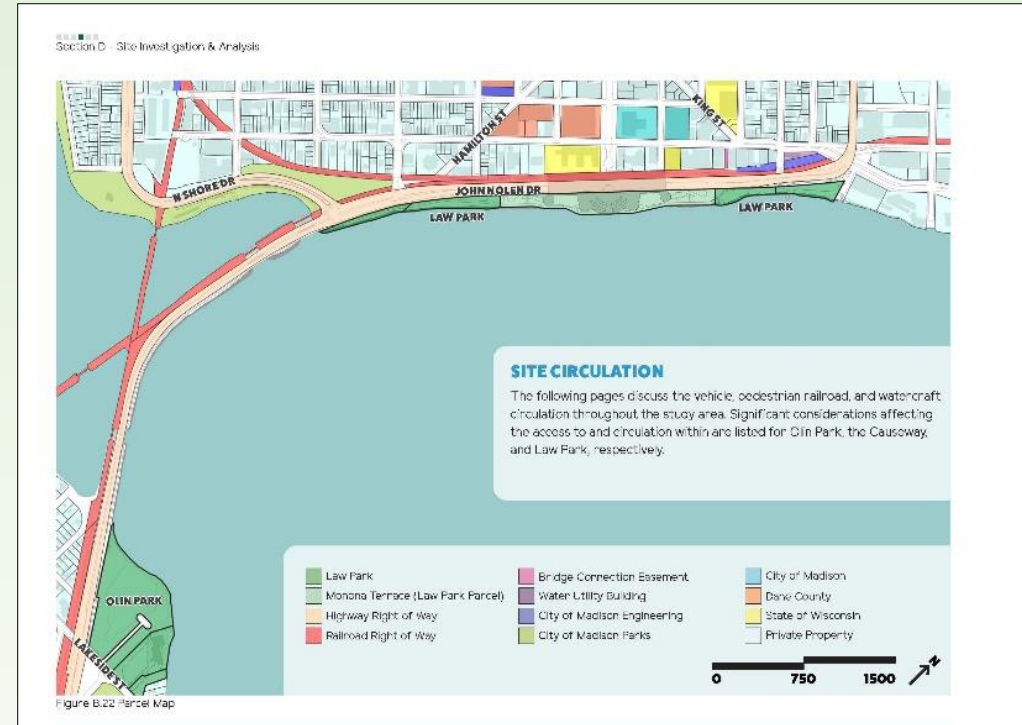 Section D - Site Investigation & Analysis
HAMILTON ST
KING ST
N SHORE DR
JOHN NOLEN DR
LAW PARK
LAW PARK
SITE CIRCULATION
The following pages discuss the vehicle, pedestrian railroad, and watercraft
circulation throughout the study area. Significant considerations affecting
the access to and circulation within are listed for Olin Park, the Causeway,
and Law Park, respectively.
OLIN PARK
LAKESIDE ST
Law Park
Monona Terrace (Law Park Parcel)
Highway Right of Way
Railroad Right of Way
Bridge Connection Easement
Water Utility Building
City of Madison Engineering
City of Madison Parks
City of Madison
Dane County
State of Wisconsin
Private Property
0 750 1500 N
Figure B.22 Parcel Map